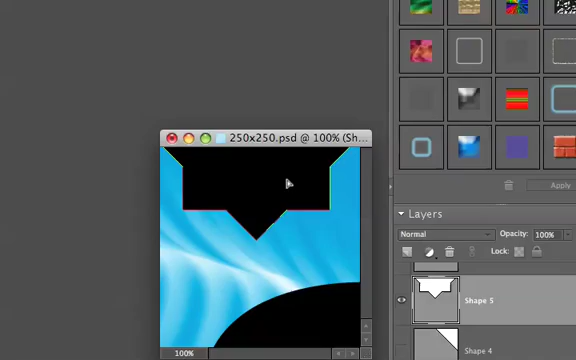 250x250.psd @ 100% (Sh...
Apply
Layers
Normal
Opacity: 100%
Lock:
Shape 5
Shape 4
100%